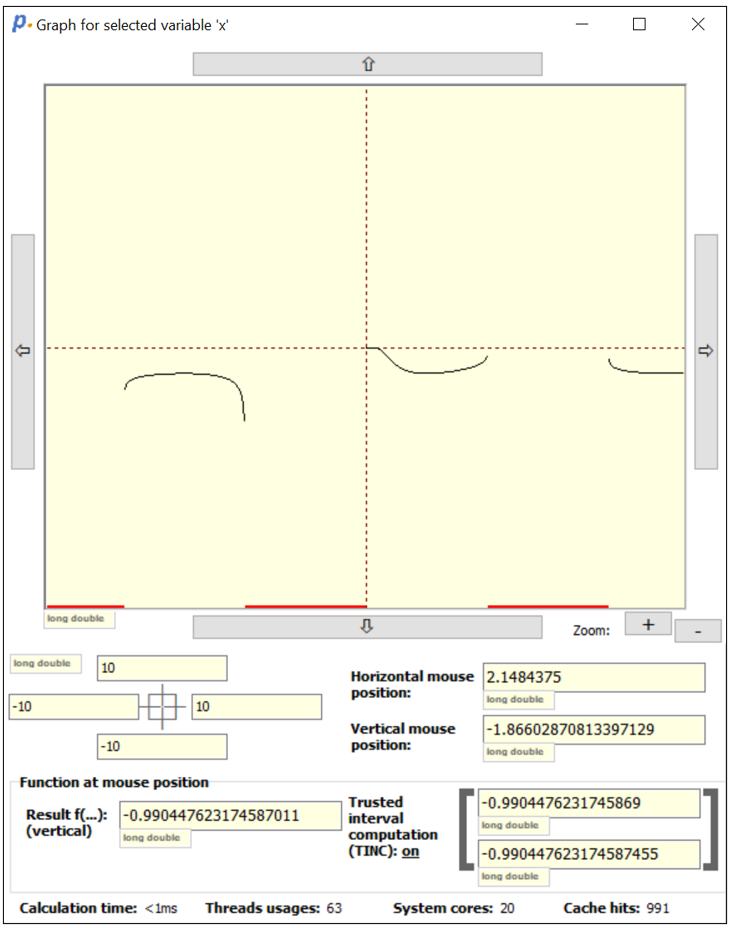 p. Graph for selected variable 'x'
long double
Zoom:
+
-
long double
10
-10
10
-10
Horizontal mouse
position:
2.1484375
long double
Vertical mouse
position:
-1.86602870813397129
long double
Function at mouse position
Result f(...):
(vertical)
-0.990447623174587011
long double
Trusted
interval
computation
(TINC): on
-0.9904476231745869
long double
-0.990447623174587455
long double
Calculation time: <1ms
Threads usages: 63
System cores: 20
Cache hits: 991